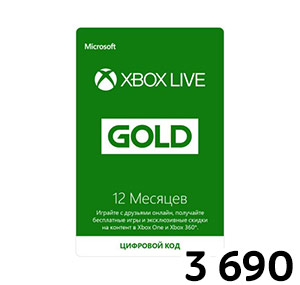 Microsoft
XBOX LIVE
GOLD
12 Месяцев
Играйте с друзьями онлайн, получайте
бесплатные игры и эксклюзивные скидки
на контент в Xbox One и Xbox 360*.
ЦИФРОВОЙ КОД
3 690